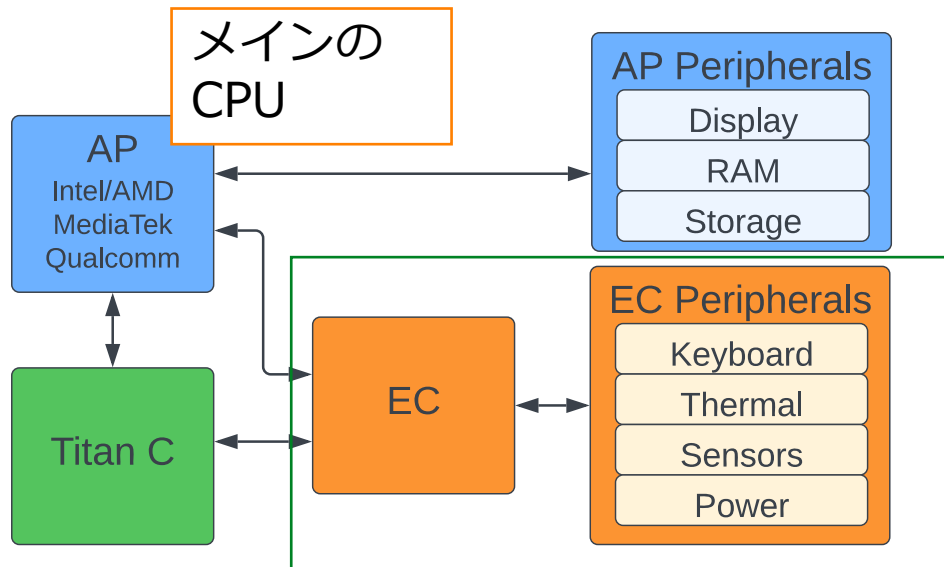 メインの
CPU
AP
Intel/AMD
MediaTek
Qualcomm
AP Peripherals
Display
RAM
Storage
Titan C
EC
EC Peripherals
Keyboard
Thermal
Sensors
Power